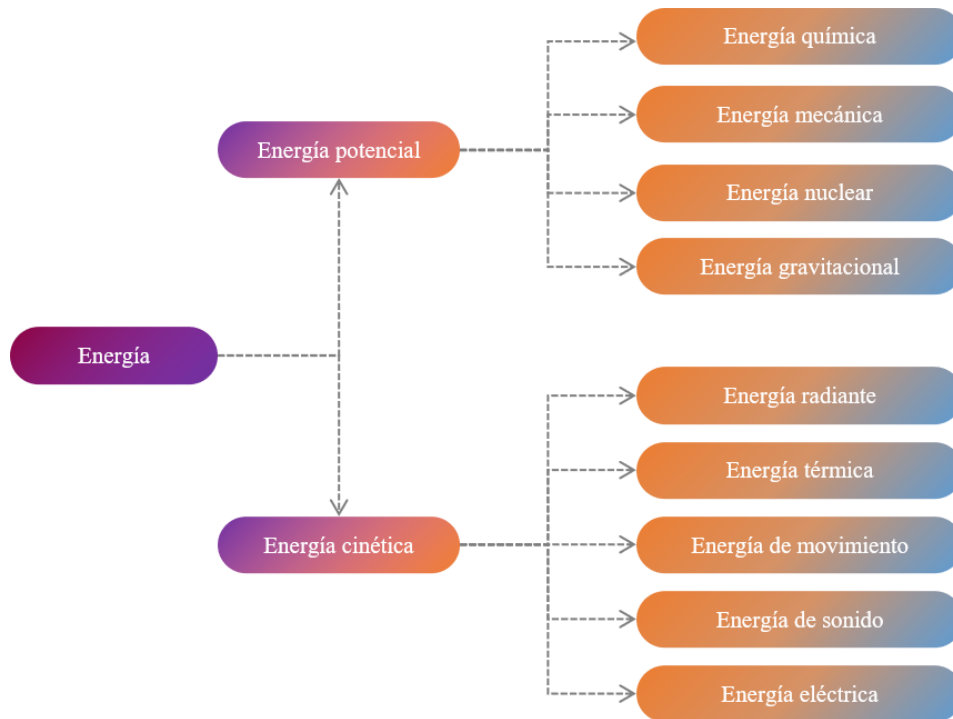 Energía
Energía potencial
Energía química
Energía mecánica
Energía nuclear
Energía gravitacional
Energía cinética
Energía radiante
Energía térmica
Energía de movimiento
Energía de sonido
Energía eléctrica